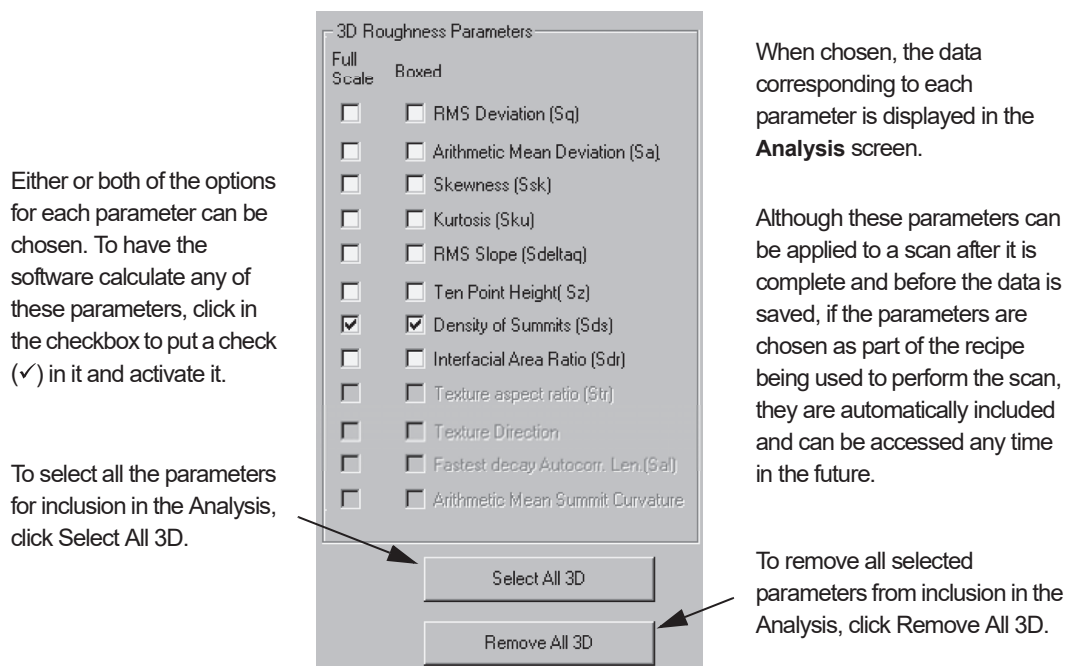 Either or both of the options
for each parameter can be
chosen. To have the
software calculate any of
these parameters, click in
the checkbox to put a check
(✓) in it and activate it.
To select all the parameters
for inclusion in the Analysis,
click Select All 3D.
3D Roughness Parameters
Full
Scale Boxed
RMS Deviation (Sq)
Arithmetic Mean Deviation (Sa)
Skewness (Ssk)
Kurtosis (Sku)
RMS Slope (Sdeltaq)
Ten Point Height( Sz)
Density of Summits (Sds)
Interfacial Area Ratio (Sdr)
Texture aspect ratio (Str)
Texture Direction
Fastest decay Autocorr. Len.(Sal)
Arithmetic Mean Summit Curvature
Select All 3D
Remove All 3D
When chosen, the data
corresponding to each
parameter is displayed in the
Analysis screen.
Although these parameters can
be applied to a scan after it is
complete and before the data is
saved, if the parameters are
chosen as part of the recipe
being used to perform the scan,
they are automatically included
and can be accessed any time
in the future.
To remove all selected
parameters from inclusion in the
Analysis, click Remove All 3D.